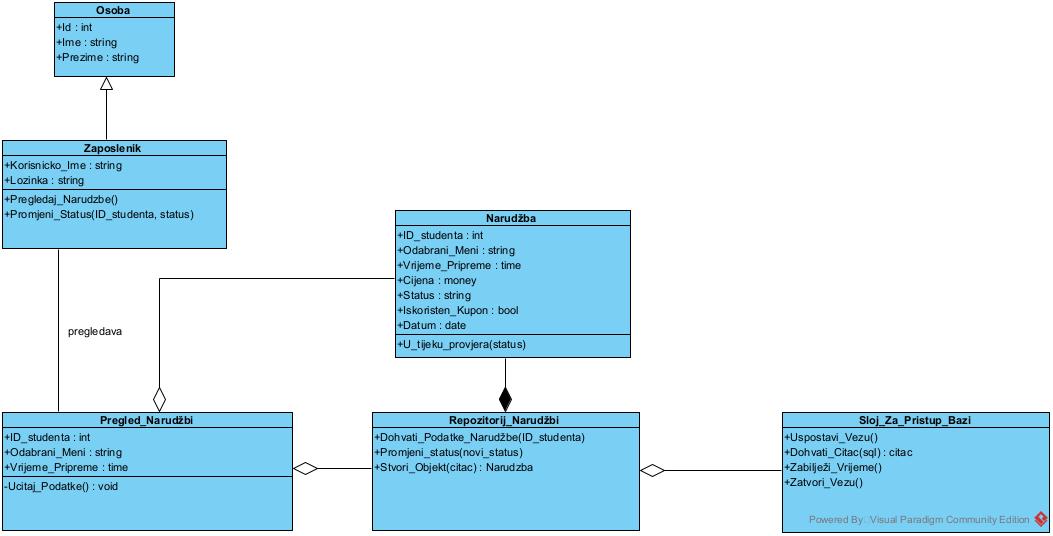 Osoba
+Id : int
+Ime : string
+Prezime : string
Zaposlenik
+Korisnicko_Ime : string
+Lozinka : string
+Pregledaj_Narudzbe()
+Promjeni_Status(ID_studenta, status)
Narudžba
+ID_studenta : int
+Odabrani_Meni : string
+Vrijeme_Pripreme : time
+Cijena : money
+Status : string
+Iskoristen_Kupon : bool
+Datum : date
+U_tijeku_provjera(status)
pregledava
Pregled_Narudžbi
+ID_studenta : int
+Odabrani_Meni : string
+Vrijeme_Pripreme : time
-Ucitaj_Podatke() : void
Repozitorij_Narudžbi
+Dohvati_Podatke_Narudžbe(ID_studenta)
+Promjeni_status(novi_status)
+Stvori_Objekt(citac) : Narudzba
Sloj_Za_Pristup_Bazi
+Uspostavi_Vezu()
+Dohvati_Citac(sql) : citac
+Zabilježi_Vrijeme()
+Zatvori_Vezu()
Powered By: Visual Paradigm Community Edition